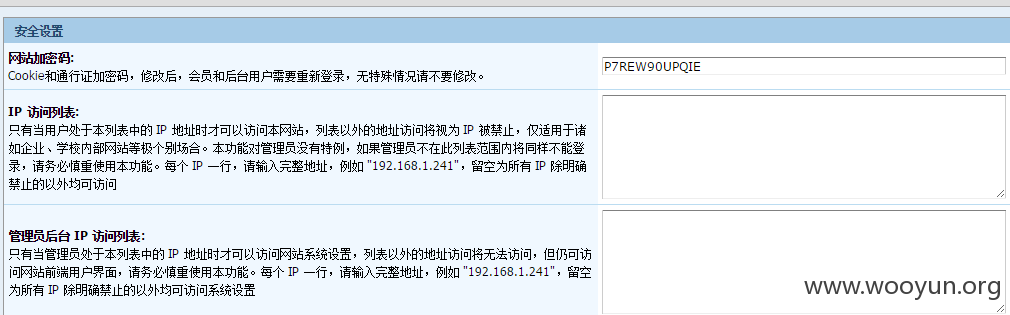 安全设置
网站加密码:
Cookie和通行证加密码，修改后，会员和后台用户需要重新登录，无特殊情况请不要修改。
P7REW90UPQIE
IP 访问列表:
只有当用户处于本列表中的 IP 地址时才可以访问本网站，列表以外的地址访问将视为 IP 被禁止，仅适用于诸
如企业、学校内部网站等极个别场合。本功能对管理员没有特例，如果管理员不在此列表范围内将同样不能登
录，请务必慎重使用本功能。每个 IP 一行，请输入完整地址，例如 "192.168.1.241"，留空为所有 IP 除明确
禁止的以外均可访问
管理员后台 IP 访问列表:
只有当管理员处于本列表中的 IP 地址时才可以访问网站系统设置，列表以外的地址访问将无法访问，但仍可访
问网站前端用户界面，请务必慎重使用本功能。每个 IP 一行，请输入完整地址，例如 "192.168.1.241"，留空
为所有 IP 除明确禁止的以外均可访问系统设置
www.wooyun.org